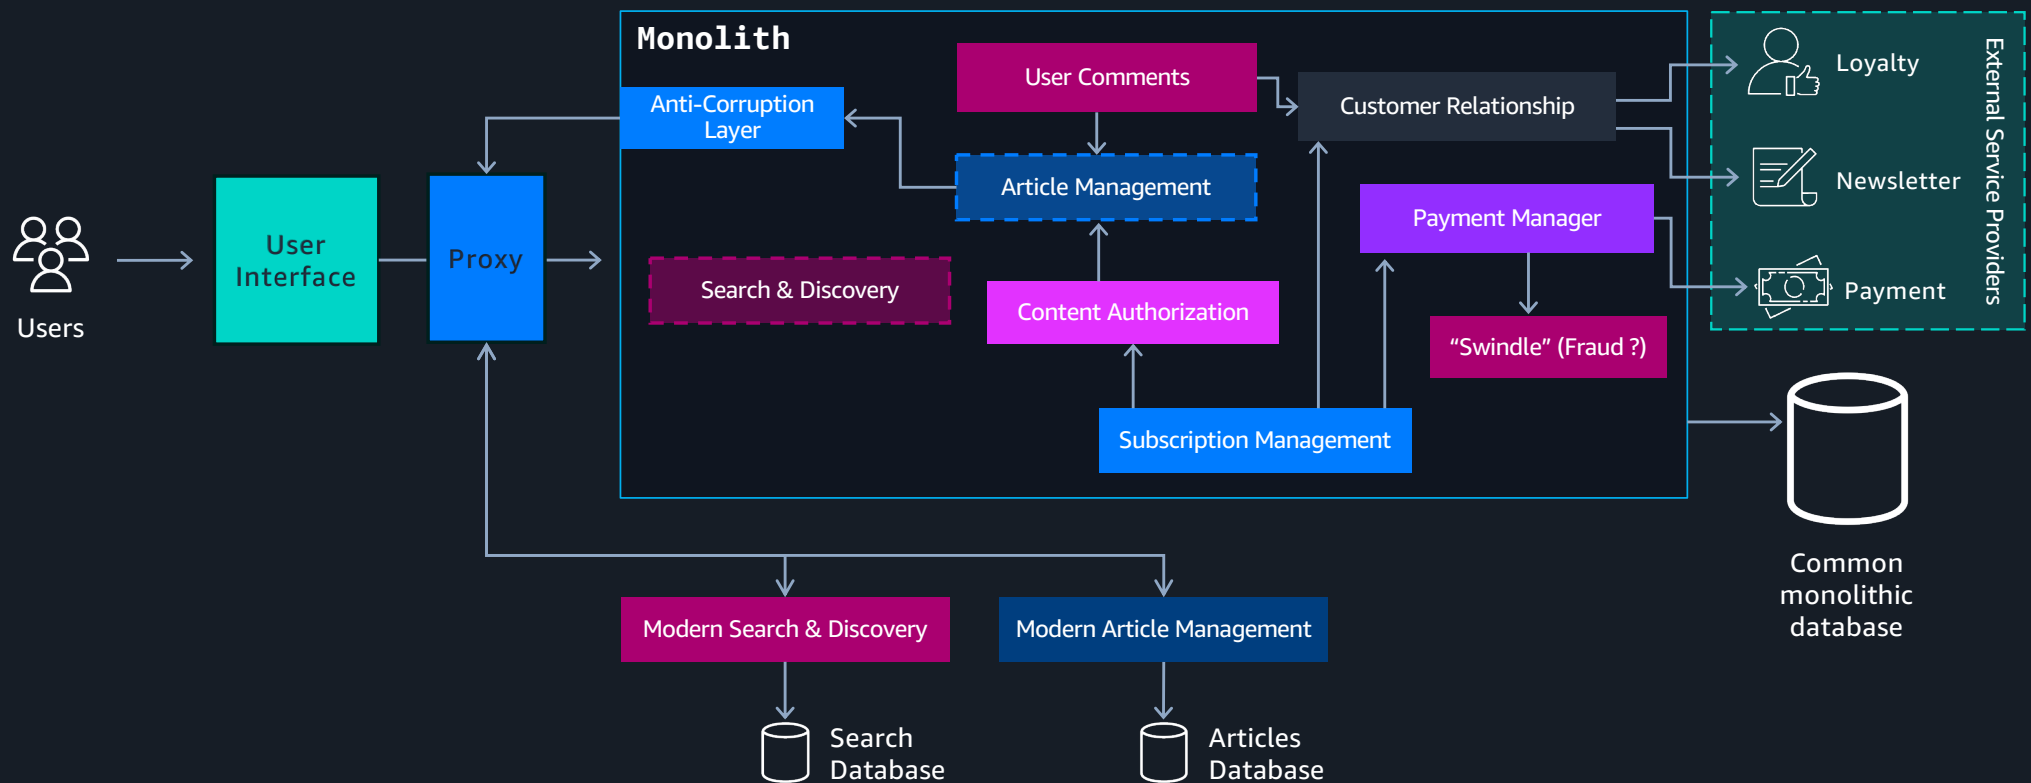 Monolith
User Comments
Anti-Corruption
Layer
Customer Relationship
Loyalty
External Service Providers
Article Management
Newsletter
Payment Manager
User
Interface
Proxy
Search & Discovery
Content Authorization
Payment
Users
“Swindle” (Fraud ?)
Subscription Management
Common
monolithic
database
Modern Search & Discovery
Modern Article Management
Search
Database
Articles
Database